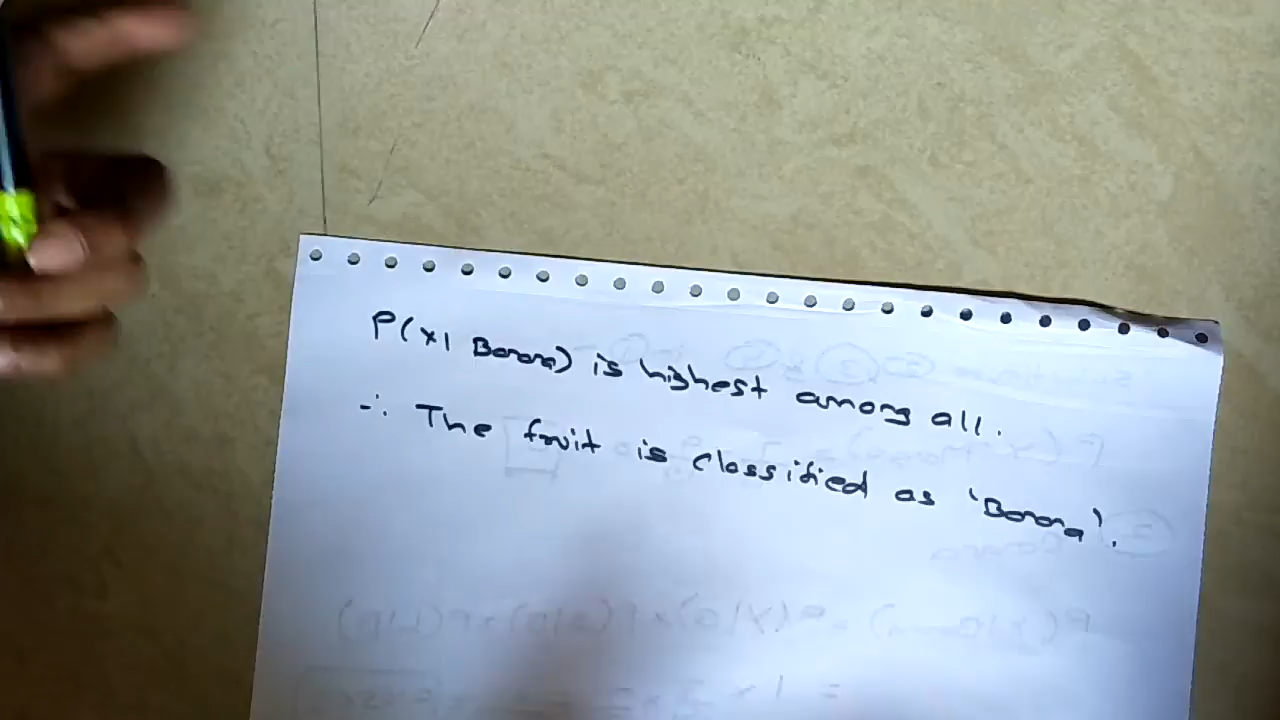 P(X| Banana) is highest among all.
∴ The fruit is classified as 'Banana'.